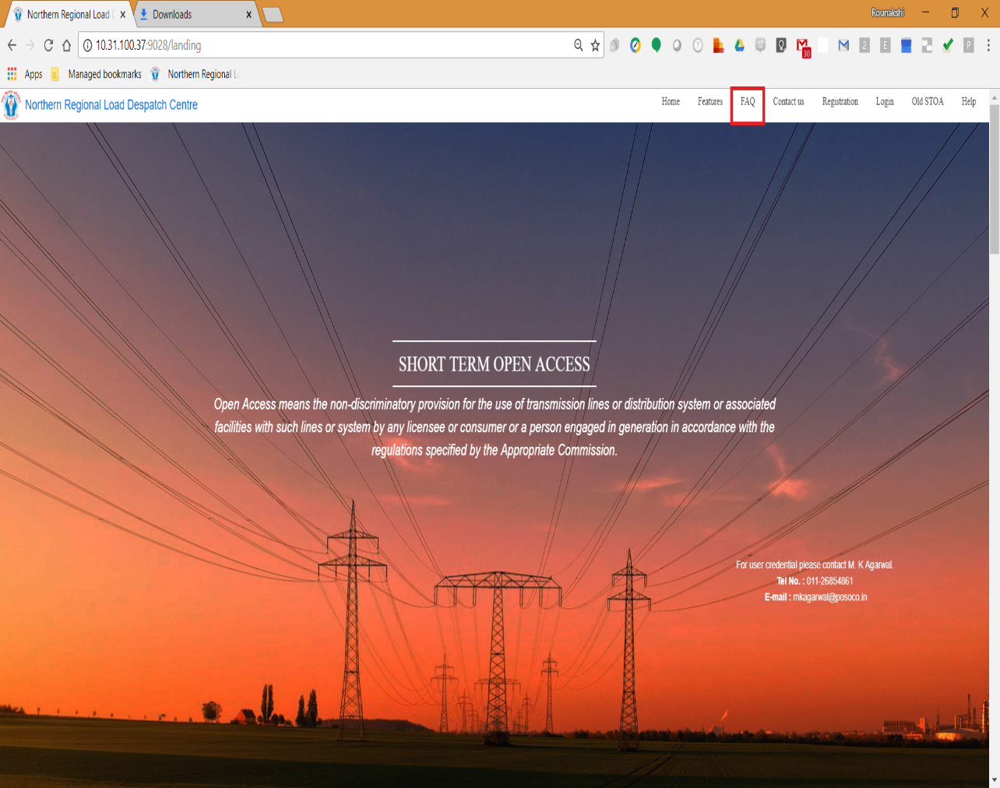 Northern Regional Load D
Downloads
Rounakshi
10.31.100.37:9028/landing
30
2
E
P
Apps
Managed bookmarks
Northern Regional L
Northern Regional Load Despatch Centre
Home
Features
FAQ
Contact us
Registration
Login
Old STOA
Help
SHORT TERM OPEN ACCESS
Open Access means the non-discriminatory provision for the use of transmission lines or distribution system or associated
facilities with such lines or system by any licensee or consumer or a person engaged in generation in accordance with the
regulations specified by the Appropriate Commission.
For user credential please contact M. K Agarwal.
Tel No. : 011-26854861
E-mail : mkagarwal@posoco.in